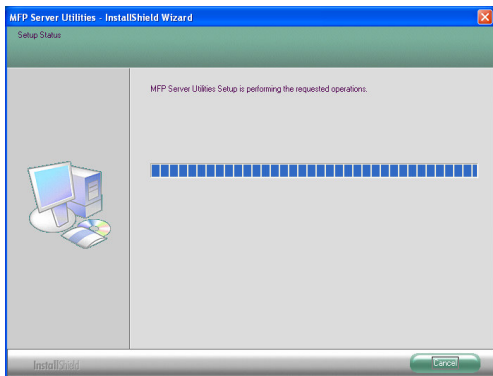 MFP Server Utilities - InstallShield Wizard
Setup Status
MFP Server Utilities Setup is performing the requested operations.
InstallShield
Cancel